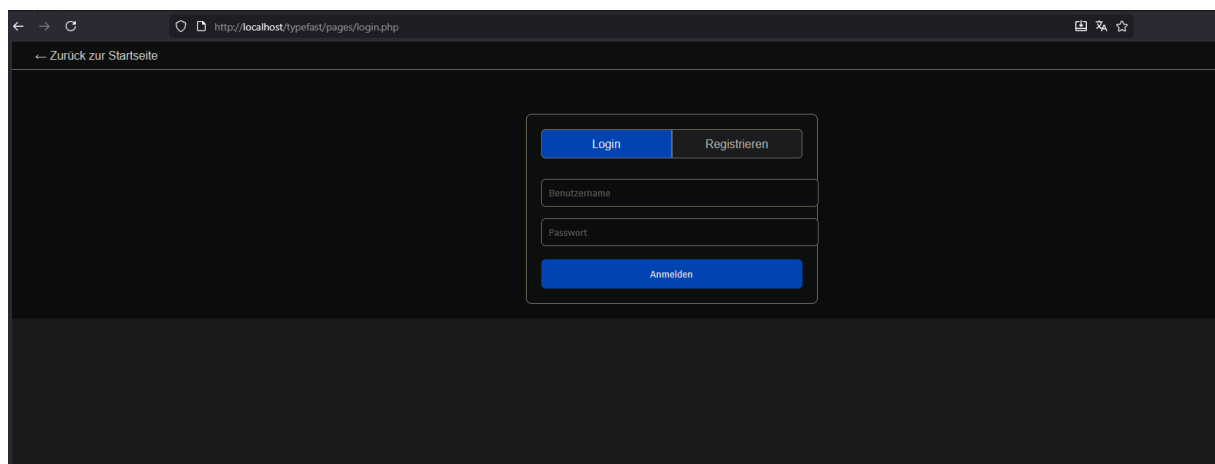 http://localhost/typefast/pages/login.php
← Zurück zur Startseite
Login Registrieren
Benutzername
Passwort
Anmelden